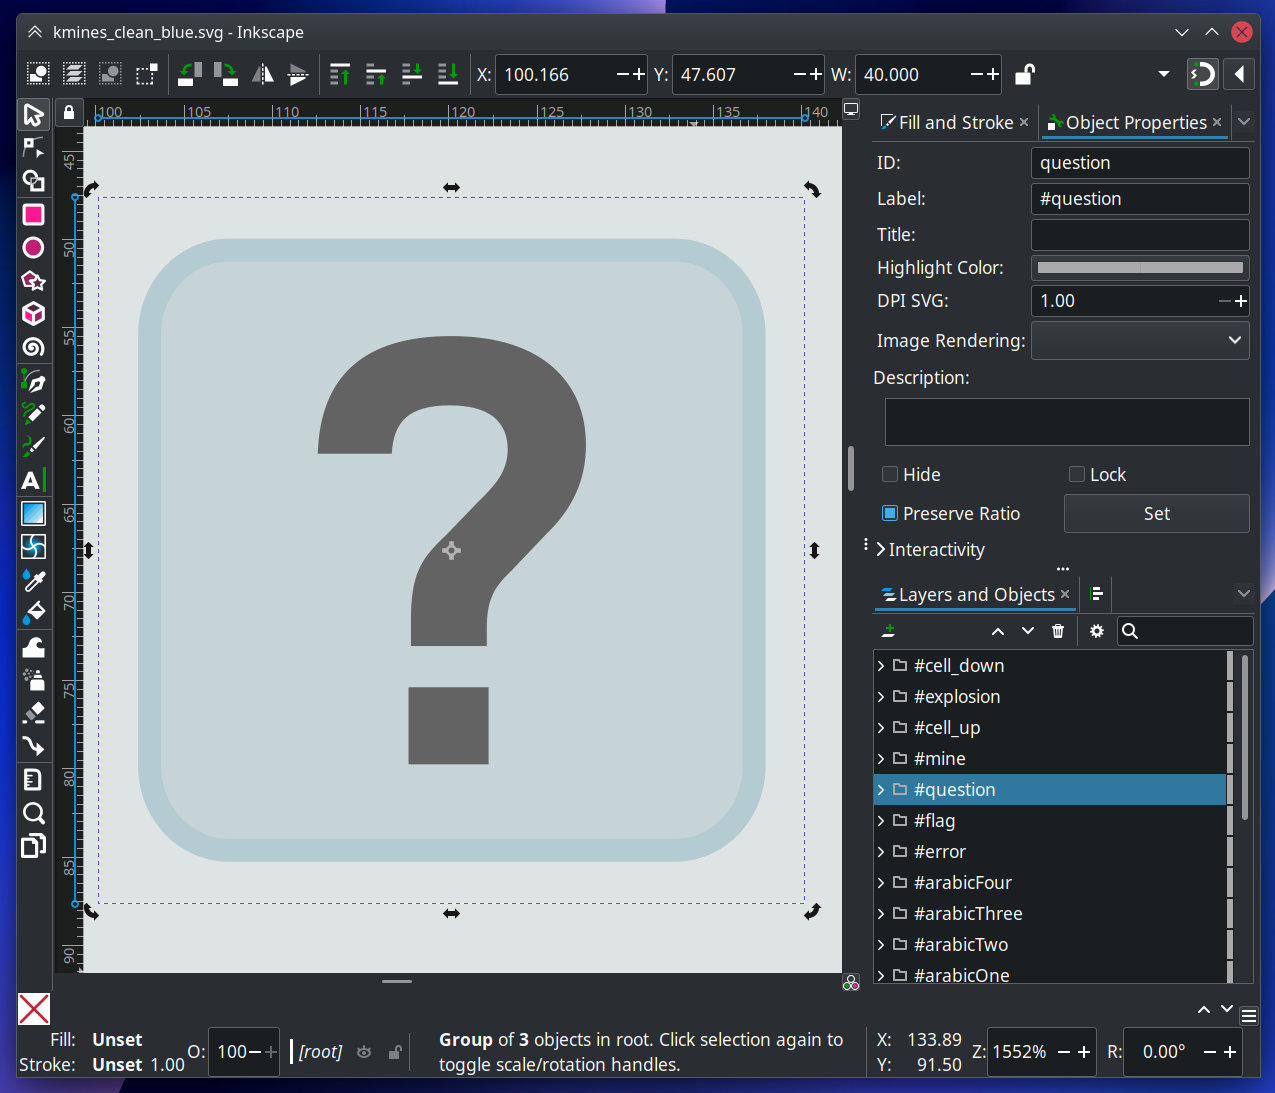 kmines_clean_blue.svg - Inkscape
X: 100.166 Y: 47.607 W: 40.000
Fill and Stroke Object Properties
100 105 110 115 120 125 130 135 140
45
50
55
60
65
70
75
80
85
90
?
ID: question
Label: #question
Title:
Highlight Color:
DPI SVG: 1.00
Image Rendering:
Description:
Hide Lock
Preserve Ratio Set
Interactivity
Layers and Objects
#cell_down
#explosion
#cell_up
#mine
#question
#flag
#error
#arabicFour
#arabicThree
#arabicTwo
#arabicOne
Fill: Unset
Stroke: Unset 1.00
O: 100
[root]
Group of 3 objects in root. Click selection again to
toggle scale/rotation handles.
X: 133.89
Y: 91.50
Z: 1552%
R: 0.00°